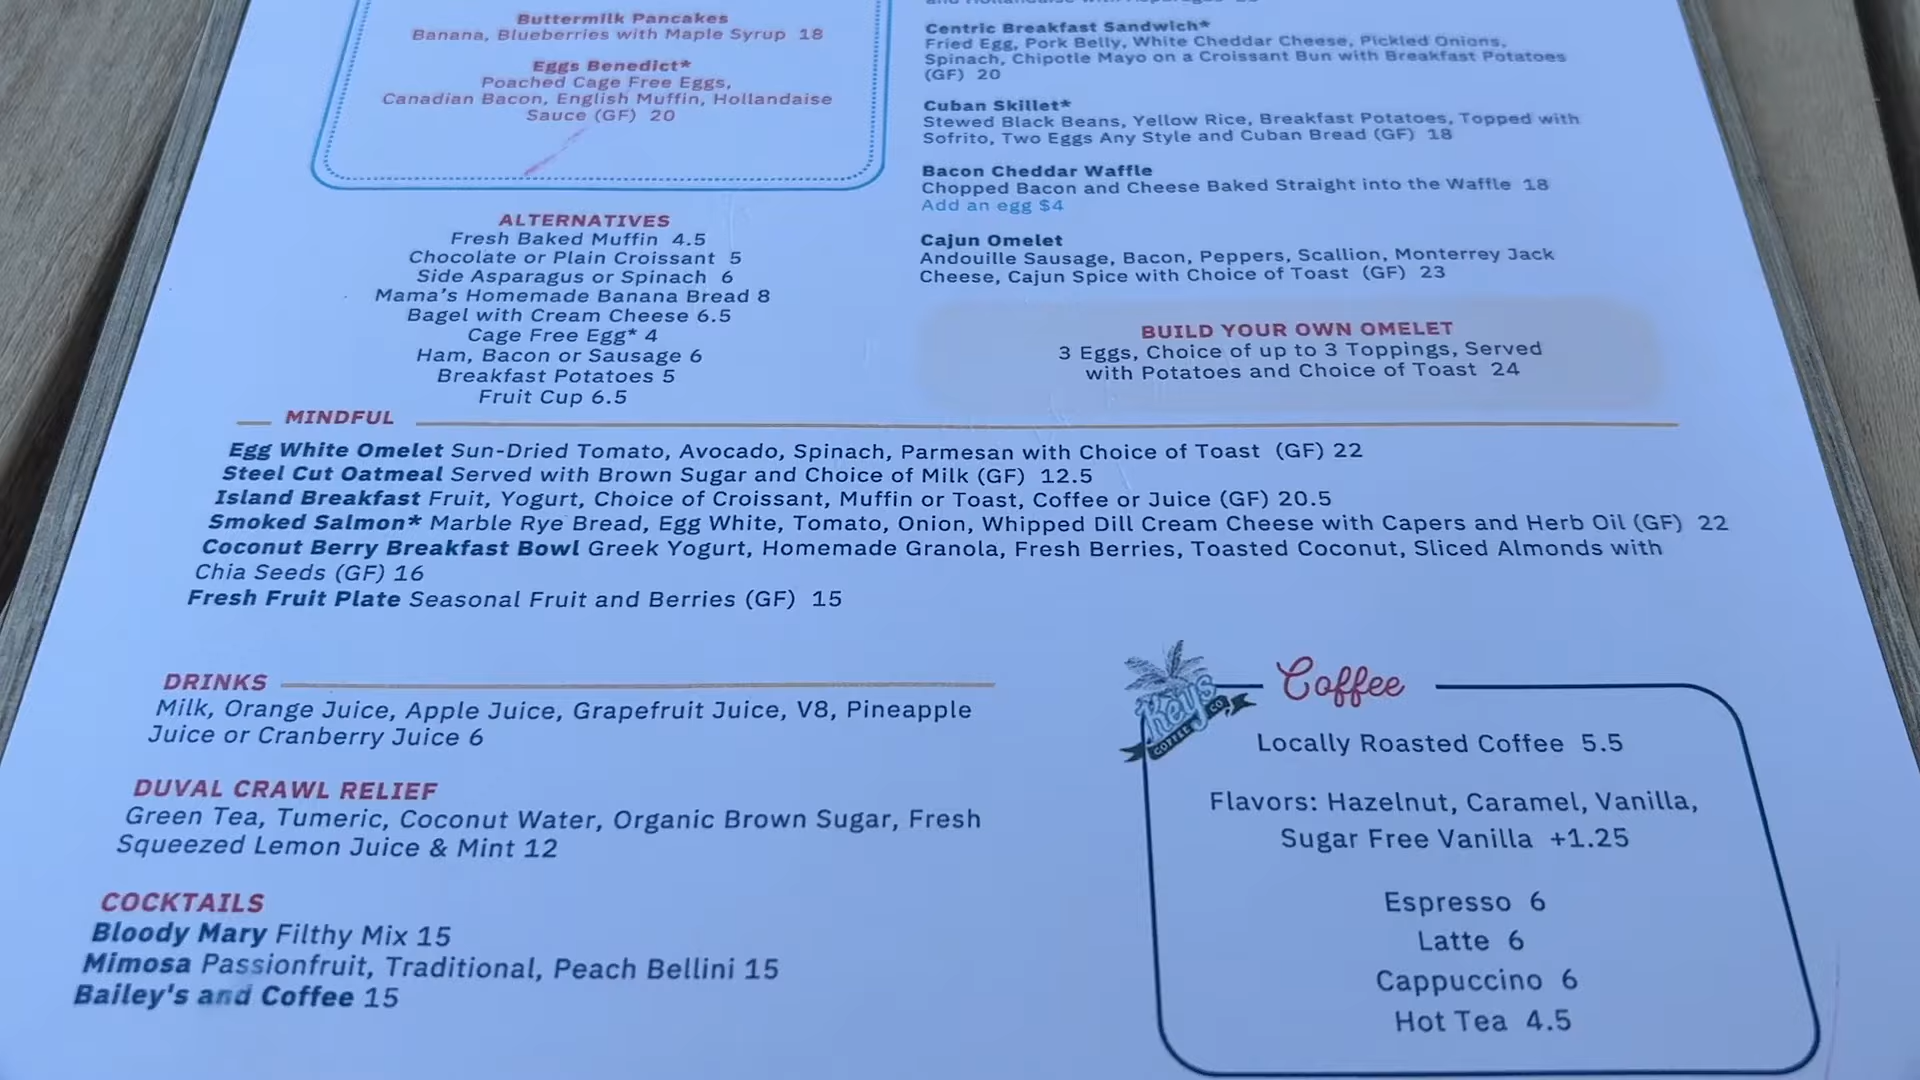 Buttermilk Pancakes
Banana, Blueberries with Maple Syrup 18
Eggs Benedict*
Poached Cage Free Eggs,
Canadian Bacon, English Muffin, Hollandaise
Sauce (GF) 20
Centric Breakfast Sandwich*
Fried Egg, Pork Belly, White Cheddar Cheese, Pickled Onions,
Spinach, Chipotle Mayo on a Croissant Bun with Breakfast Potatoes
(GF) 20
Cuban Skillet*
Stewed Black Beans, Yellow Rice, Breakfast Potatoes, Topped with
Sofrito, Two Eggs Any Style and Cuban Bread (GF) 18
Bacon Cheddar Waffle
Chopped Bacon and Cheese Baked Straight into the Waffle 18
Add an egg $4
Cajun Omelet
Andouille Sausage, Bacon, Peppers, Scallion, Monterrey Jack
Cheese, Cajun Spice with Choice of Toast (GF) 23
ALTERNATIVES
Fresh Baked Muffin 4.5
Chocolate or Plain Croissant 5
Side Asparagus or Spinach 6
Mama's Homemade Banana Bread 8
Bagel with Cream Cheese 6.5
Cage Free Egg* 4
Ham, Bacon or Sausage 6
Breakfast Potatoes 5
Fruit Cup 6.5
BUILD YOUR OWN OMELET
3 Eggs, Choice of up to 3 Toppings, Served
with Potatoes and Choice of Toast 24
MINDFUL
Egg White Omelet Sun-Dried Tomato, Avocado, Spinach, Parmesan with Choice of Toast (GF) 22
Steel Cut Oatmeal Served with Brown Sugar and Choice of Milk (GF) 12.5
Island Breakfast Fruit, Yogurt, Choice of Croissant, Muffin or Toast, Coffee or Juice (GF) 20.5
Smoked Salmon* Marble Rye Bread, Egg White, Tomato, Onion, Whipped Dill Cream Cheese with Capers and Herb Oil (GF) 22
Coconut Berry Breakfast Bowl Greek Yogurt, Homemade Granola, Fresh Berries, Toasted Coconut, Sliced Almonds with
Chia Seeds (GF) 16
Fresh Fruit Plate Seasonal Fruit and Berries (GF) 15
DRINKS
Milk, Orange Juice, Apple Juice, Grapefruit Juice, V8, Pineapple
Juice or Cranberry Juice 6
DUVAL CRAWL RELIEF
Green Tea, Tumeric, Coconut Water, Organic Brown Sugar, Fresh
Squeezed Lemon Juice & Mint 12
COCKTAILS
Bloody Mary Filthy Mix 15
Mimosa Passionfruit, Traditional, Peach Bellini 15
Bailey's and Coffee 15
Keys
COFFEE CO.
Coffee
Locally Roasted Coffee 5.5
Flavors: Hazelnut, Caramel, Vanilla,
Sugar Free Vanilla +1.25
Espresso 6
Latte 6
Cappuccino 6
Hot Tea 4.5